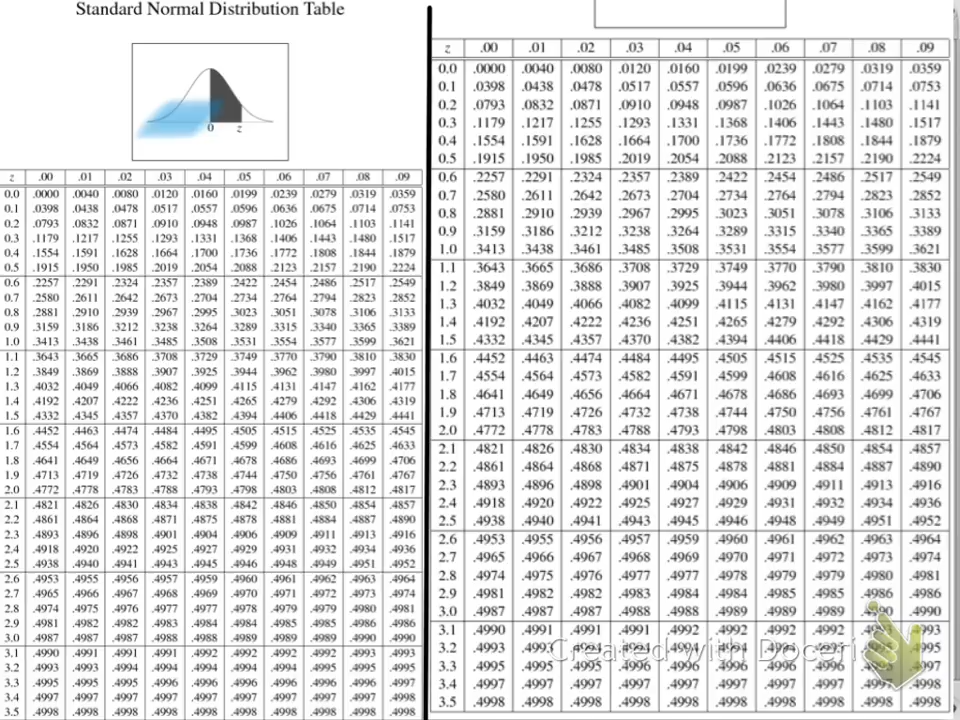 Standard Normal Distribution Table
0 z
z .00 .01 .02 .03 .04 .05 .06 .07 .08 .09
0.0 .0000 .0040 .0080 .0120 .0160 .0199 .0239 .0279 .0319 .0359
0.1 .0398 .0438 .0478 .0517 .0557 .0596 .0636 .0675 .0714 .0753
0.2 .0793 .0832 .0871 .0910 .0948 .0987 .1026 .1064 .1103 .1141
0.3 .1179 .1217 .1255 .1293 .1331 .1368 .1406 .1443 .1480 .1517
0.4 .1554 .1591 .1628 .1664 .1700 .1736 .1772 .1808 .1844 .1879
0.5 .1915 .1950 .1985 .2019 .2054 .2088 .2123 .2157 .2190 .2224
0.6 .2257 .2291 .2324 .2357 .2389 .2422 .2454 .2486 .2517 .2549
0.7 .2580 .2611 .2642 .2673 .2704 .2734 .2764 .2794 .2823 .2852
0.8 .2881 .2910 .2939 .2967 .2995 .3023 .3051 .3078 .3106 .3133
0.9 .3159 .3186 .3212 .3238 .3264 .3289 .3315 .3340 .3365 .3389
1.0 .3413 .3438 .3461 .3485 .3508 .3531 .3554 .3577 .3599 .3621
1.1 .3643 .3665 .3686 .3708 .3729 .3749 .3770 .3790 .3810 .3830
1.2 .3849 .3869 .3888 .3907 .3925 .3944 .3962 .3980 .3997 .4015
1.3 .4032 .4049 .4066 .4082 .4099 .4115 .4131 .4147 .4162 .4177
1.4 .4192 .4207 .4222 .4236 .4251 .4265 .4279 .4292 .4306 .4319
1.5 .4332 .4345 .4357 .4370 .4382 .4394 .4406 .4418 .4429 .4441
1.6 .4452 .4463 .4474 .4484 .4495 .4505 .4515 .4525 .4535 .4545
1.7 .4554 .4564 .4573 .4582 .4591 .4599 .4608 .4616 .4625 .4633
1.8 .4641 .4649 .4656 .4664 .4671 .4678 .4686 .4693 .4699 .4706
1.9 .4713 .4719 .4726 .4732 .4738 .4744 .4750 .4756 .4761 .4767
2.0 .4772 .4778 .4783 .4788 .4793 .4798 .4803 .4808 .4812 .4817
2.1 .4821 .4826 .4830 .4834 .4838 .4842 .4846 .4850 .4854 .4857
2.2 .4861 .4864 .4868 .4871 .4875 .4878 .4881 .4884 .4887 .4890
2.3 .4893 .4896 .4898 .4901 .4904 .4906 .4909 .4911 .4913 .4916
2.4 .4918 .4920 .4922 .4925 .4927 .4929 .4931 .4932 .4934 .4936
2.5 .4938 .4940 .4941 .4943 .4945 .4946 .4948 .4949 .4951 .4952
2.6 .4953 .4955 .4956 .4957 .4959 .4960 .4961 .4962 .4963 .4964
2.7 .4965 .4966 .4967 .4968 .4969 .4970 .4971 .4972 .4973 .4974
2.8 .4974 .4975 .4976 .4977 .4977 .4978 .4979 .4979 .4980 .4981
2.9 .4981 .4982 .4982 .4983 .4984 .4984 .4985 .4985 .4986 .4986
3.0 .4987 .4987 .4987 .4988 .4988 .4989 .4989 .4989 .4990 .4990
3.1 .4990 .4991 .4991 .4991 .4992 .4992 .4992 .4992 .4993 .4993
3.2 .4993 .4993 .4994 .4994 .4994 .4994 .4994 .4995 .4995 .4995
3.3 .4995 .4995 .4995 .4996 .4996 .4996 .4996 .4996 .4996 .4997
3.4 .4997 .4997 .4997 .4997 .4997 .4997 .4997 .4997 .4997 .4998
3.5 .4998 .4998 .4998 .4998 .4998 .4998 .4998 .4998 .4998 .4998
z .00 .01 .02 .03 .04 .05 .06 .07 .08 .09
0.0 .0000 .0040 .0080 .0120 .0160 .0199 .0239 .0279 .0319 .0359
0.1 .0398 .0438 .0478 .0517 .0557 .0596 .0636 .0675 .0714 .0753
0.2 .0793 .0832 .0871 .0910 .0948 .0987 .1026 .1064 .1103 .1141
0.3 .1179 .1217 .1255 .1293 .1331 .1368 .1406 .1443 .1480 .1517
0.4 .1554 .1591 .1628 .1664 .1700 .1736 .1772 .1808 .1844 .1879
0.5 .1915 .1950 .1985 .2019 .2054 .2088 .2123 .2157 .2190 .2224
0.6 .2257 .2291 .2324 .2357 .2389 .2422 .2454 .2486 .2517 .2549
0.7 .2580 .2611 .2642 .2673 .2704 .2734 .2764 .2794 .2823 .2852
0.8 .2881 .2910 .2939 .2967 .2995 .3023 .3051 .3078 .3106 .3133
0.9 .3159 .3186 .3212 .3238 .3264 .3289 .3315 .3340 .3365 .3389
1.0 .3413 .3438 .3461 .3485 .3508 .3531 .3554 .3577 .3599 .3621
1.1 .3643 .3665 .3686 .3708 .3729 .3749 .3770 .3790 .3810 .3830
1.2 .3849 .3869 .3888 .3907 .3925 .3944 .3962 .3980 .3997 .4015
1.3 .4032 .4049 .4066 .4082 .4099 .4115 .4131 .4147 .4162 .4177
1.4 .4192 .4207 .4222 .4236 .4251 .4265 .4279 .4292 .4306 .4319
1.5 .4332 .4345 .4357 .4370 .4382 .4394 .4406 .4418 .4429 .4441
1.6 .4452 .4463 .4474 .4484 .4495 .4505 .4515 .4525 .4535 .4545
1.7 .4554 .4564 .4573 .4582 .4591 .4599 .4608 .4616 .4625 .4633
1.8 .4641 .4649 .4656 .4664 .4671 .4678 .4686 .4693 .4699 .4706
1.9 .4713 .4719 .4726 .4732 .4738 .4744 .4750 .4756 .4761 .4767
2.0 .4772 .4778 .4783 .4788 .4793 .4798 .4803 .4808 .4812 .4817
2.1 .4821 .4826 .4830 .4834 .4838 .4842 .4846 .4850 .4854 .4857
2.2 .4861 .4864 .4868 .4871 .4875 .4878 .4881 .4884 .4887 .4890
2.3 .4893 .4896 .4898 .4901 .4904 .4906 .4909 .4911 .4913 .4916
2.4 .4918 .4920 .4922 .4925 .4927 .4929 .4931 .4932 .4934 .4936
2.5 .4938 .4940 .4941 .4943 .4945 .4946 .4948 .4949 .4951 .4952
2.6 .4953 .4955 .4956 .4957 .4959 .4960 .4961 .4962 .4963 .4964
2.7 .4965 .4966 .4967 .4968 .4969 .4970 .4971 .4972 .4973 .4974
2.8 .4974 .4975 .4976 .4977 .4977 .4978 .4979 .4979 .4980 .4981
2.9 .4981 .4982 .4982 .4983 .4984 .4984 .4985 .4985 .4986 .4986
3.0 .4987 .4987 .4987 .4988 .4988 .4989 .4989 .4989 .4990
3.1 .4990 .4991 .4991 .4991 .4992 .4992 .4992 .4992
3.2 .4993 .4993
Created with Doceri
3.3 .4995 .4995 .4995 .4996 .4996 .4996 .4996 .4996
3.4 .4997 .4997 .4997 .4997 .4997 .4997 .4997 .4997 .4998
3.5 .4998 .4998 .4998 .4998 .4998 .4998 .4998 .4998 .4998 .4998